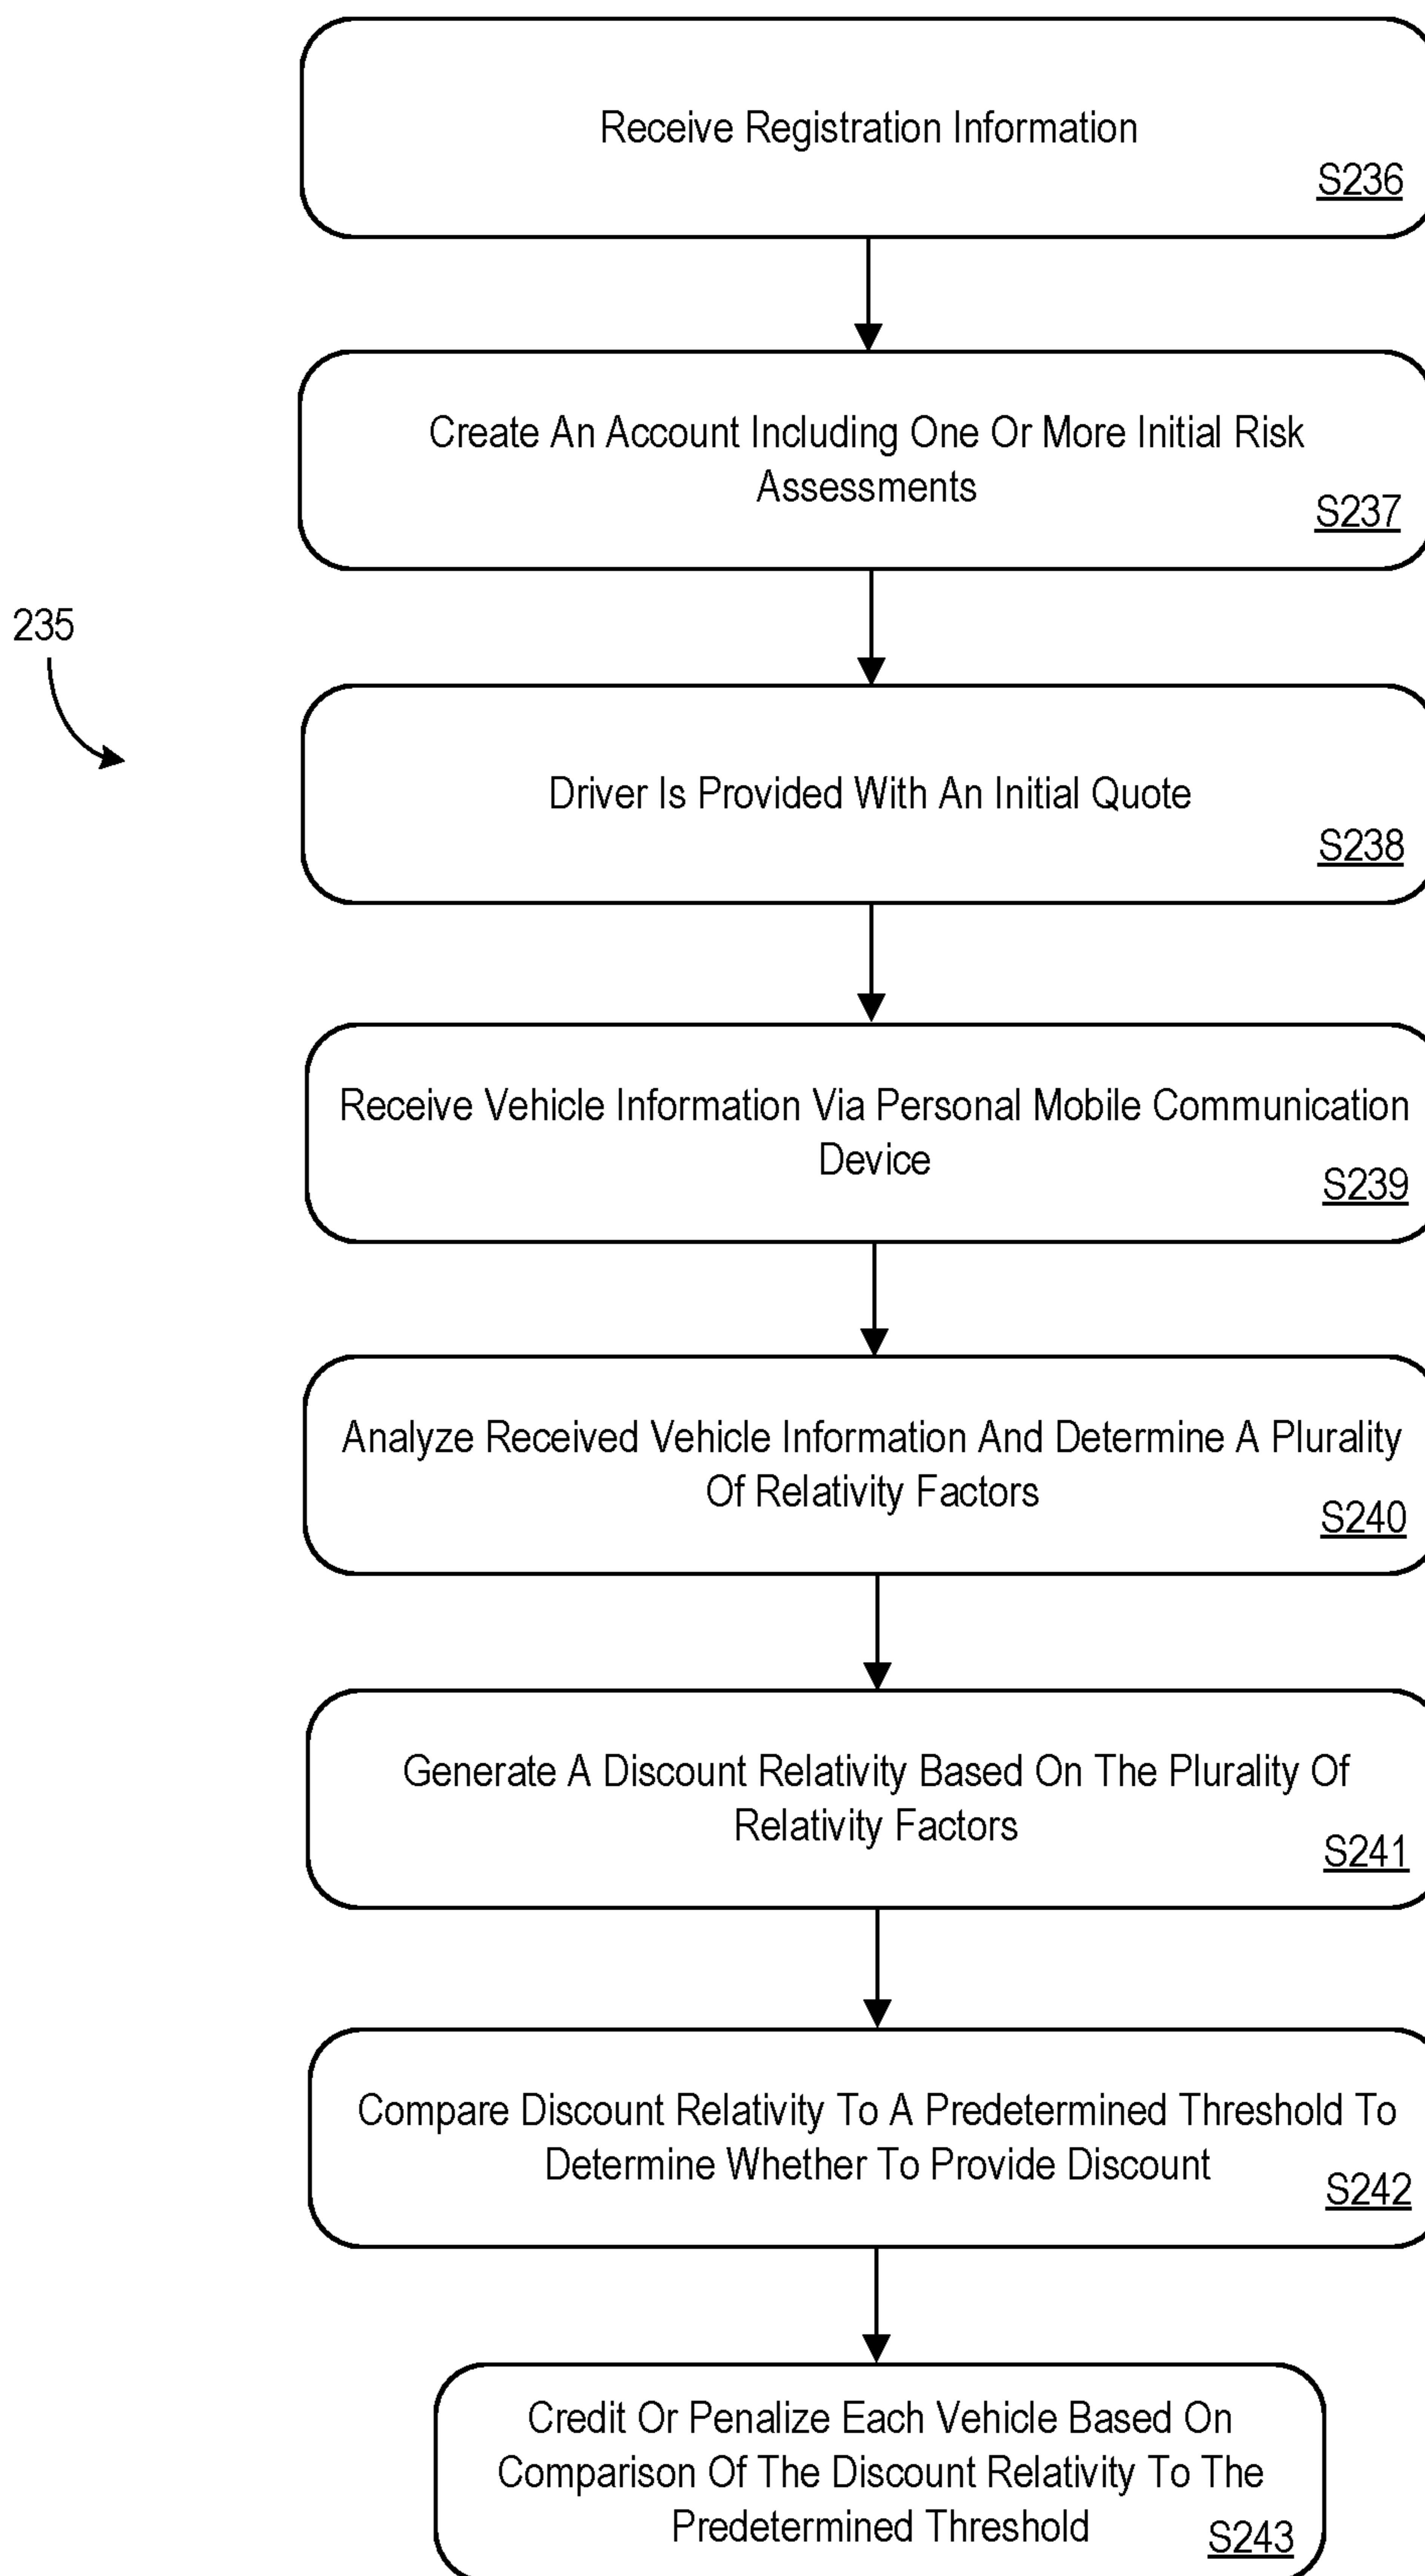 Receive Registration Information
S236
Create An Account Including One Or More Initial Risk
Assessments
S237
235
Driver Is Provided With An Initial Quote
S238
Receive Vehicle Information Via Personal Mobile Communication
Device
S239
Analyze Received Vehicle Information And Determine A Plurality
Of Relativity Factors
S240
Generate A Discount Relativity Based On The Plurality Of
Relativity Factors
S241
Compare Discount Relativity To A Predetermined Threshold To
Determine Whether To Provide Discount
S242
Credit Or Penalize Each Vehicle Based On
Comparison Of The Discount Relativity To The
Predetermined Threshold
S243